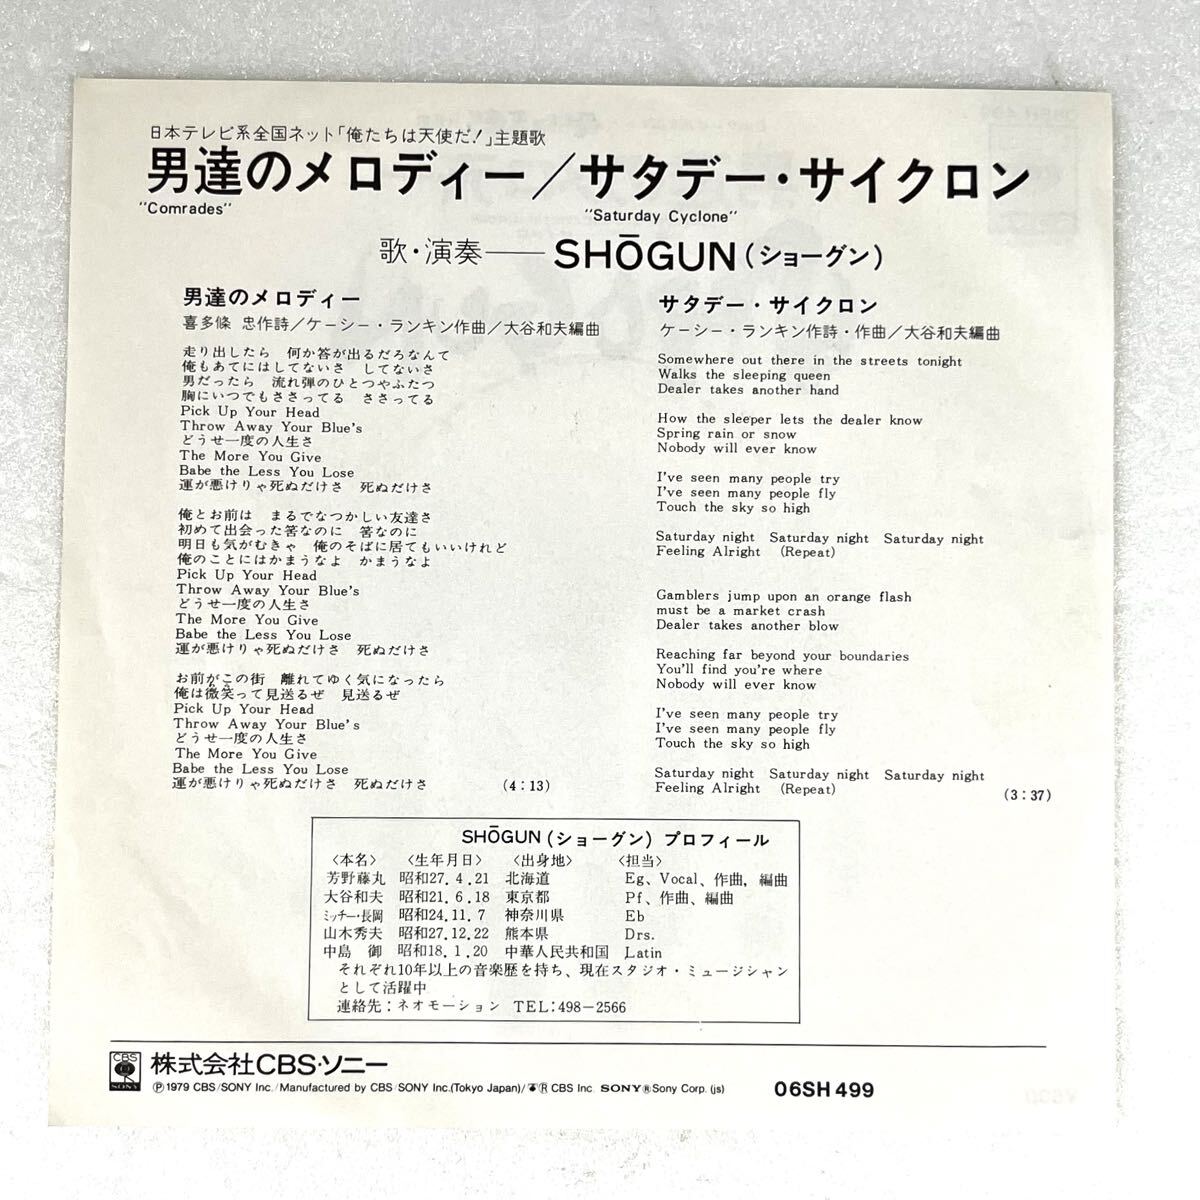 日本テレビ系全国ネット「俺たちは天使だ!」主題歌
男達のメロディー/サタデー・サイクロン
"Comrades"
"Saturday Cyclone"
歌・演奏——SHŌGUN(ショーグン)
男達のメロディー
喜多條 忠作詩/ケーシー・ランキン作曲/大谷和夫編曲
走り出したら 何か答が出るだろなんて
俺もあてにはしてないさ してないさ
男だったら 流れ弾のひとつやふたつ
胸にいつでもささってる ささってる
Pick Up Your Head
Throw Away Your Blue's
どうせ一度の人生さ
The More You Give
Babe the Less You Lose
運が悪けりゃ死ぬだけさ 死ぬだけさ
俺とお前は まるでなつかしい友達さ
初めて出会った筈なのに 筈なのに
明日も気がむきゃ 俺のそばに居てもいいけれど
俺のことにはかまうなよ かまうなよ
Pick Up Your Head
Throw Away Your Blue's
どうせ一度の人生さ
The More You Give
Babe the Less You Lose
運が悪けりゃ死ぬだけさ 死ぬだけさ
お前がこの街 離れてゆく気になったら
俺は微笑って見送るぜ 見送るぜ
Pick Up Your Head
Throw Away Your Blue's
どうせ一度の人生さ
The More You Give
Babe the Less You Lose
運が悪けりゃ死ぬだけさ 死ぬだけさ (4:13)
サタデー・サイクロン
ケーシー・ランキン作詩・作曲/大谷和夫編曲
Somewhere out there in the streets tonight
Walks the sleeping queen
Dealer takes another hand
How the sleeper lets the dealer know
Spring rain or snow
Nobody will ever know
I've seen many people try
I've seen many people fly
Touch the sky so high
Saturday night Saturday night Saturday night
Feeling Alright (Repeat)
Gamblers jump upon an orange flash
must be a market crash
Dealer takes another blow
Reaching far beyond your boundaries
You'll find you're where
Nobody will ever know
I've seen many people try
I've seen many people fly
Touch the sky so high
Saturday night Saturday night Saturday night
Feeling Alright (Repeat)
(3:37)
SHŌGUN(ショーグン) プロフィール
〈本名〉 〈生年月日〉 〈出身地〉 〈担当〉
芳野藤丸 昭和27.4.21 北海道 Eg、Vocal、作曲,編曲
大谷和夫 昭和21.6.18 東京都 Pf、作曲、編曲
ミッチー・長岡 昭和24.11.7 神奈川県 Eb
山木秀夫 昭和27.12.22 熊本県 Drs.
中島 御 昭和18.1.20 中華人民共和国 Latin
それぞれ10年以上の音楽歴を持ち、現在スタジオ・ミュージシャン
として活躍中
連絡先:ネオモーション TEL:498-2566
CBS
SONY
株式会社CBS・ソニー
Ⓟ1979 CBS/SONY Inc./Manufactured by CBS/SONY Inc.(Tokyo Japan)/® CBS Inc. SONY®Sony Corp. (js)
06SH 499